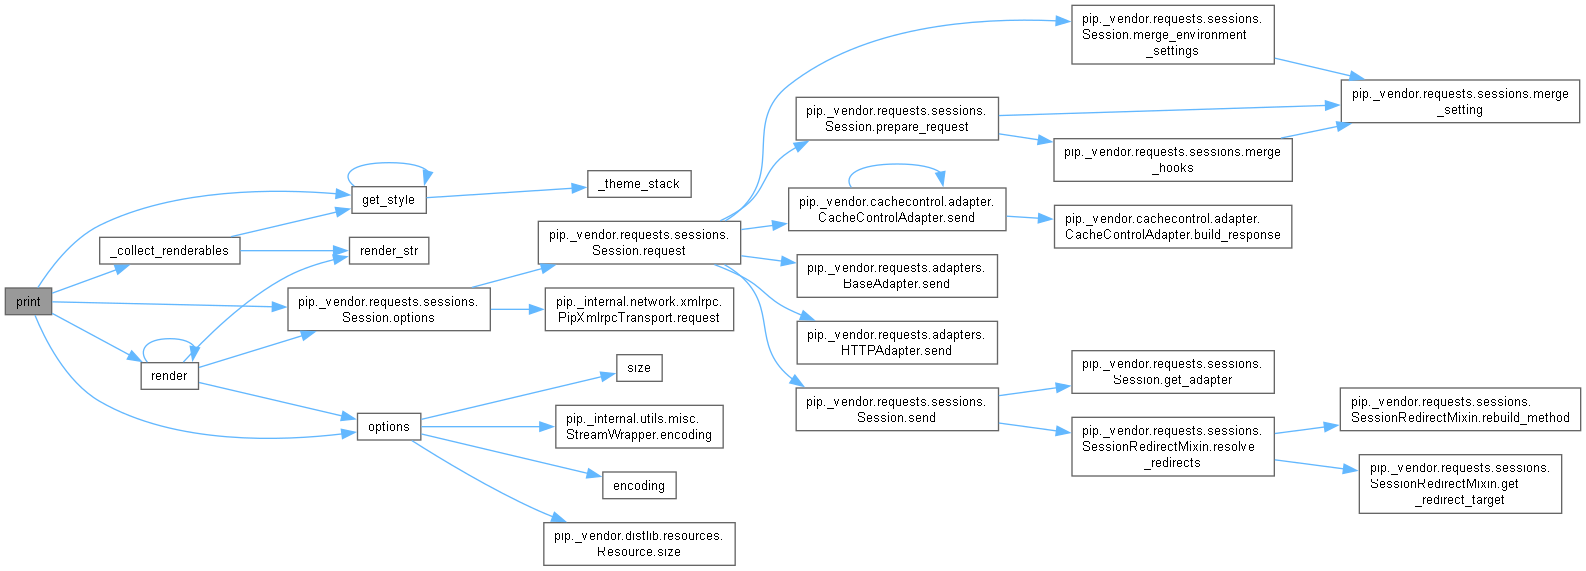 print
get_style
_collect_renderables
render_str
pip._vendor.requests.sessions.
Session.options
render
options
_theme_stack
pip._vendor.requests.sessions.
Session.request
pip._internal.network.xmlrpc.
PipXmlrpcTransport.request
size
pip._internal.utils.misc.
StreamWrapper.encoding
encoding
pip._vendor.distlib.resources.
Resource.size
pip._vendor.requests.sessions.
Session.merge_environment
_settings
pip._vendor.requests.sessions.
Session.prepare_request
pip._vendor.requests.sessions.merge
_setting
pip._vendor.requests.sessions.merge
_hooks
pip._vendor.cachecontrol.adapter.
CacheControlAdapter.send
pip._vendor.cachecontrol.adapter.
CacheControlAdapter.build_response
pip._vendor.requests.adapters.
BaseAdapter.send
pip._vendor.requests.adapters.
HTTPAdapter.send
pip._vendor.requests.sessions.
Session.send
pip._vendor.requests.sessions.
Session.get_adapter
pip._vendor.requests.sessions.
SessionRedirectMixin.resolve
_redirects
pip._vendor.requests.sessions.
SessionRedirectMixin.rebuild_method
pip._vendor.requests.sessions.
SessionRedirectMixin.get
_redirect_target